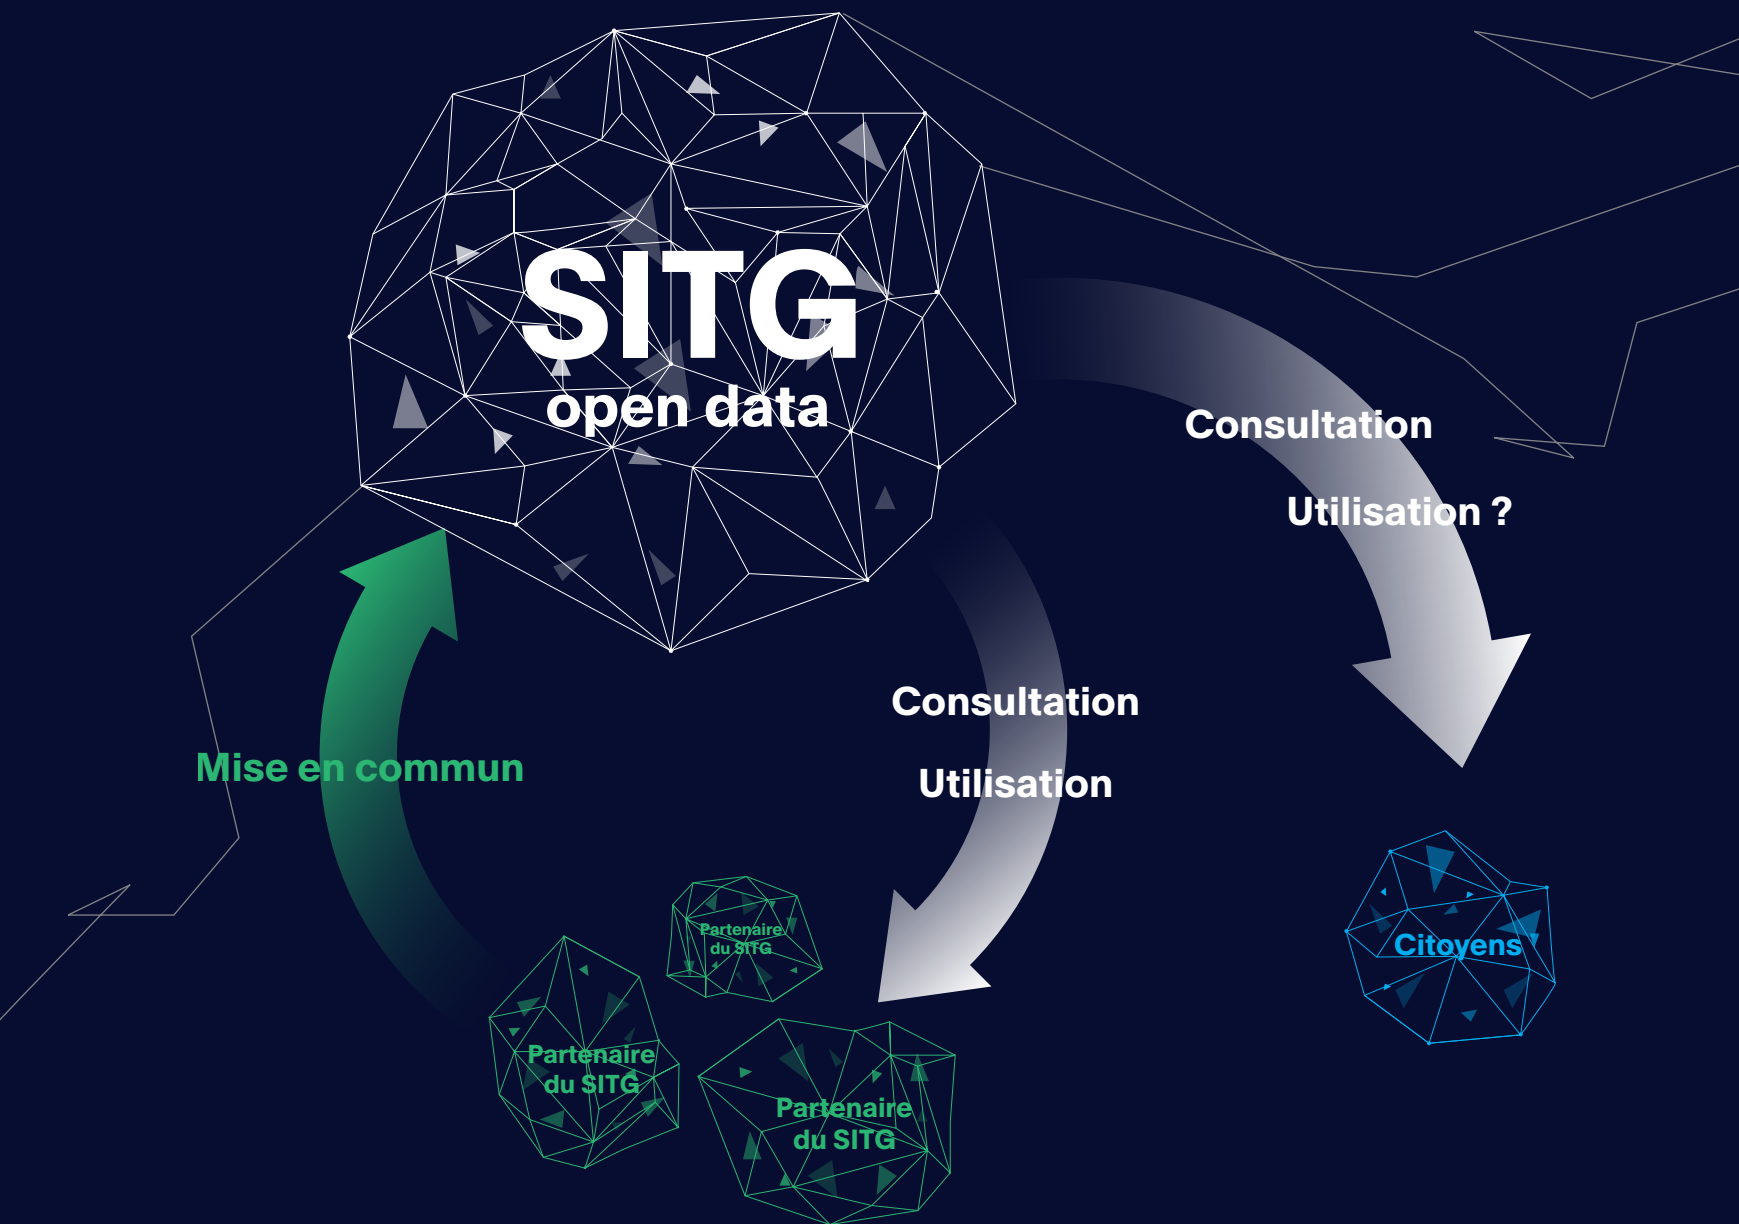 SITG
open data
Consultation
Utilisation ?
Consultation
Utilisation
Mise en commun
Partenaire
du SITG
Citoyens
Partenaire
du SITG
Partenaire
du SITG